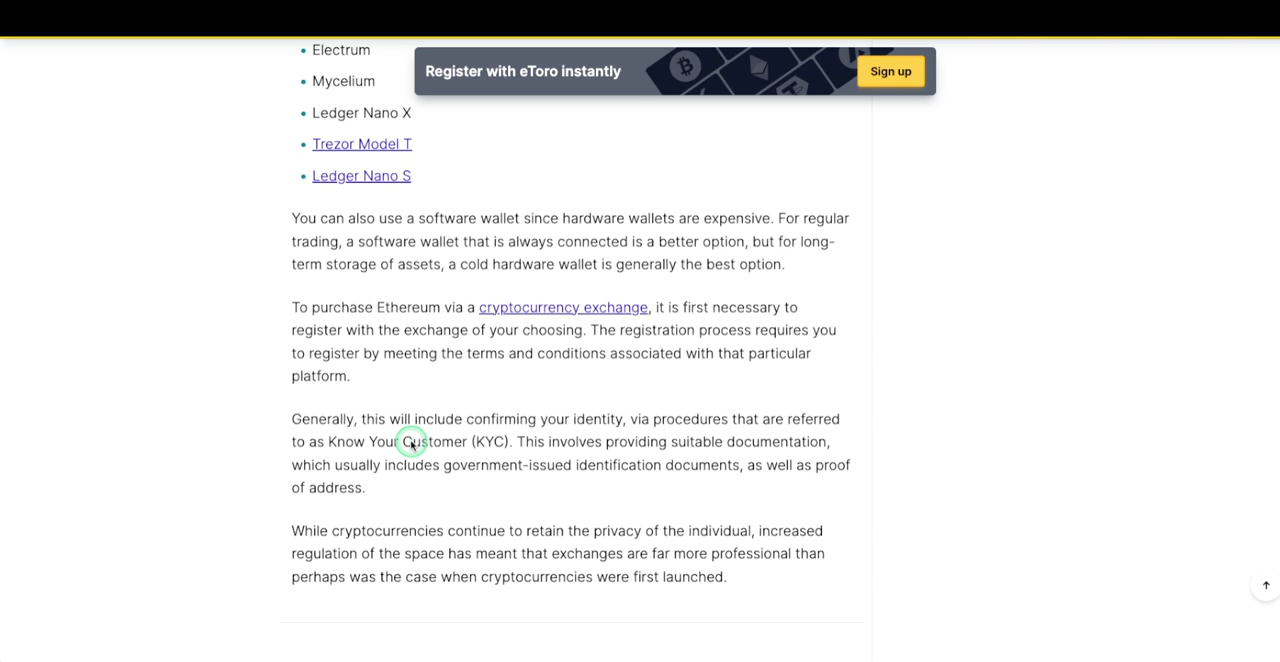 Electrum
Register with eToro instantly
Sign up
Mycelium
Ledger Nano X
Trezor Model T
Ledger Nano S
You can also use a software wallet since hardware wallets are expensive. For regular
trading, a software wallet that is always connected is a better option, but for long-
term storage of assets, a cold hardware wallet is generally the best option.
To purchase Ethereum via a cryptocurrency exchange, it is first necessary to
register with the exchange of your choosing. The registration process requires you
to register by meeting the terms and conditions associated with that particular
platform.
Generally, this will include confirming your identity, via procedures that are referred
to as Know Your Customer (KYC). This involves providing suitable documentation,
which usually includes government-issued identification documents, as well as proof
of address.
While cryptocurrencies continue to retain the privacy of the individual, increased
regulation of the space has meant that exchanges are far more professional than
perhaps was the case when cryptocurrencies were first launched.